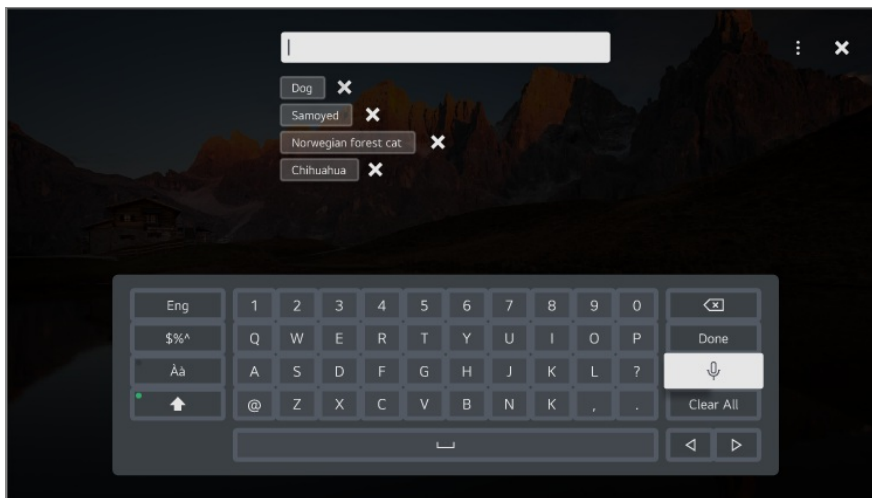 Dog
Samoyed
Norwegian forest cat
Chihuahua
Eng 1 2 3 4 5 6 7 8 9 0
$%^ Q W E R T Y U I O P Done
Àà A S D F G H J K L ?
@ Z X C V B N K , . Clear All